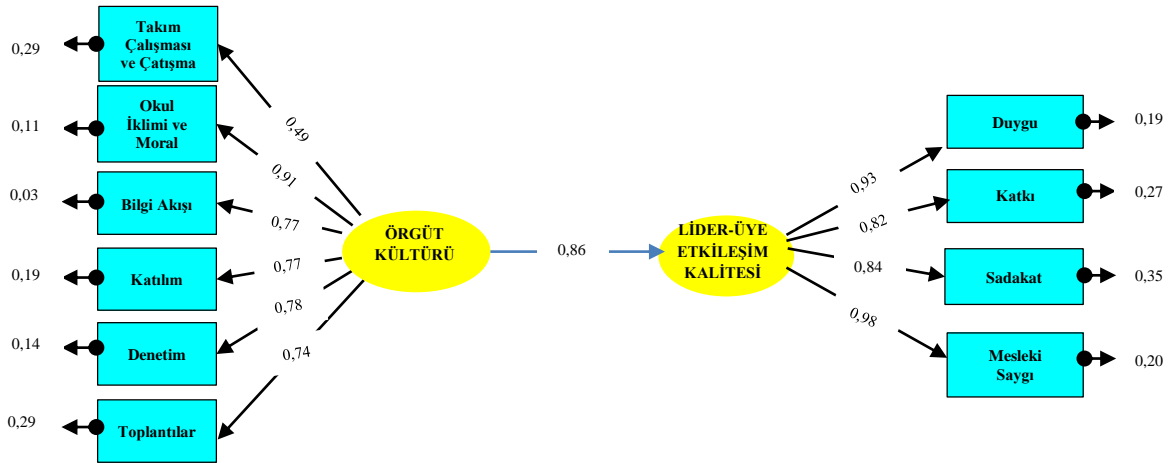 0,29
Takım
Çalışması
ve Çatışma
0,11
Okul
İklimi ve
Moral
0,03
Bilgi Akışı
0,19
Katılım
0,14
Denetim
0,29
Toplantılar
0,49
0,91
0,77
0,77
0,78
0,74
ÖRGÜT
KÜLTÜRÜ
0,86
LİDER-ÜYE
ETKİLEŞİM
KALİTESİ
0,93
0,82
0,84
0,98
Duygu
0,19
Katkı
0,27
Sadakat
0,35
Mesleki
Saygı
0,20